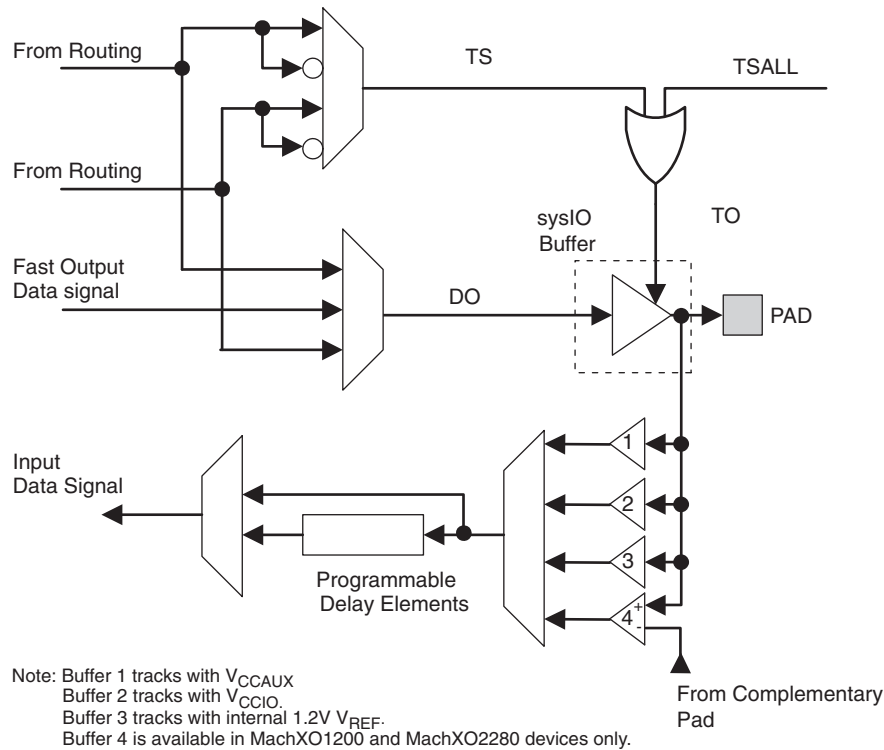 From Routing
TS
TSALL
From Routing
sysIO
Buffer
TO
Fast Output
Data signal
DO
PAD
Input
Data Signal
1
2
3
4
+
-
Programmable
Delay Elements
From Complementary
Pad
Note: Buffer 1 tracks with VCCAUX
Buffer 2 tracks with VCCIO.
Buffer 3 tracks with internal 1.2V VREF.
Buffer 4 is available in MachXO1200 and MachXO2280 devices only.